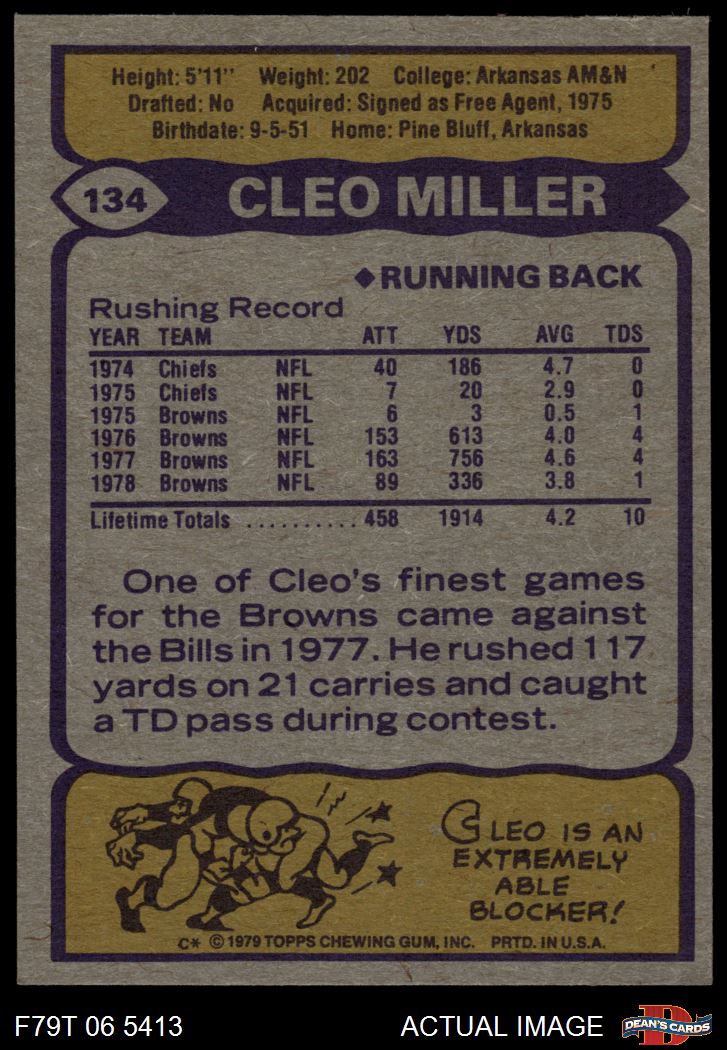 Height: 5'11" Weight: 202 College: Arkansas AM&N
Drafted: No Acquired: Signed as Free Agent, 1975
Birthdate: 9-5-51 Home: Pine Bluff, Arkansas
134 CLEO MILLER
◆RUNNING BACK
Rushing Record
YEAR TEAM ATT YDS AVG TDS
1974 Chiefs NFL 40 186 4.7 0
1975 Chiefs NFL 7 20 2.9 0
1975 Browns NFL 6 3 0.5 1
1976 Browns NFL 153 613 4.0 4
1977 Browns NFL 163 756 4.6 4
1978 Browns NFL 89 336 3.8 1
Lifetime Totals .......... 458 1914 4.2 10
One of Cleo's finest games
for the Browns came against
the Bills in 1977. He rushed 117
yards on 21 carries and caught
a TD pass during contest.
CLEO IS AN
EXTREMELY
ABLE
BLOCKER!
C* © 1979 TOPPS CHEWING GUM, INC. PRTD. IN U.S.A.
F79T 06 5413 ACTUAL IMAGE D DEAN'S CARDS